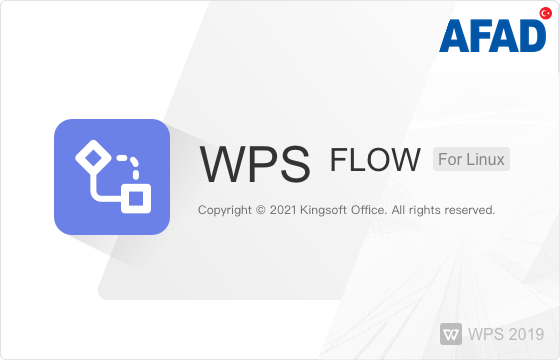 AFAD
WPS FLOW For Linux
Copyright © 2021 Kingsoft Office. All rights reserved.
WPS 2019